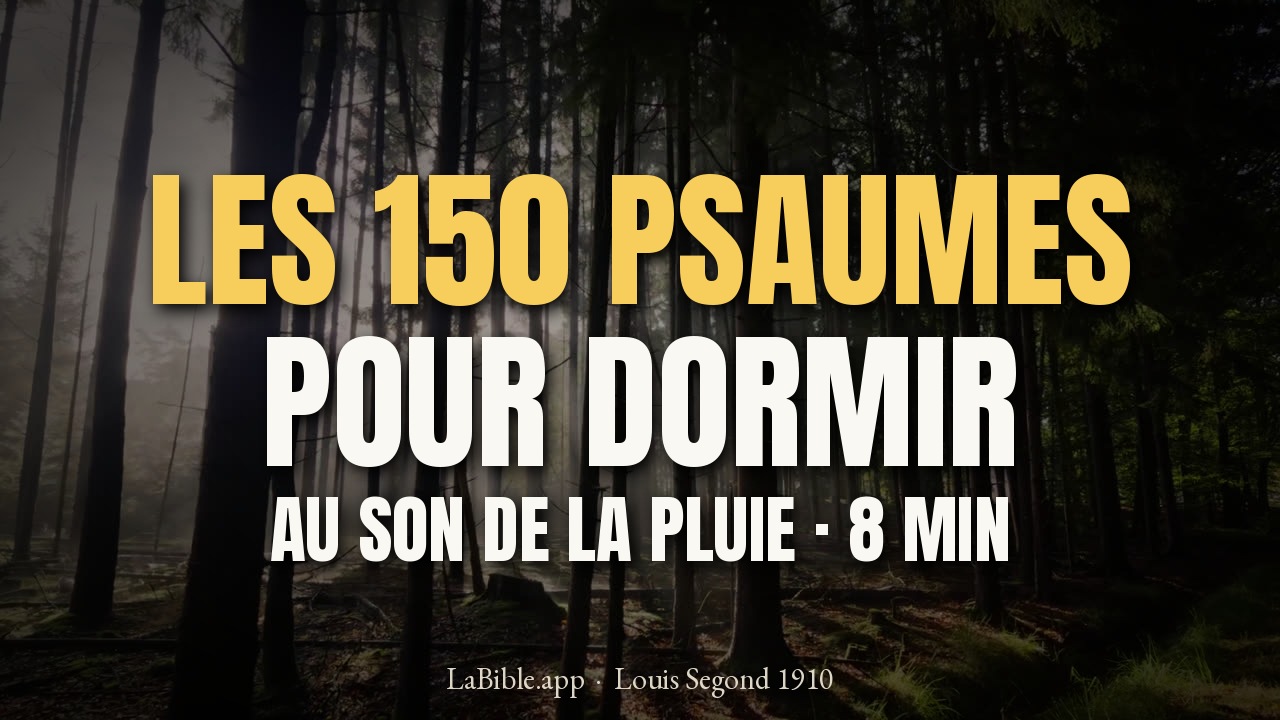 LES 150 PSAUMES
POUR DORMIR
AU SON DE LA PLUIE · 8 MIN
LaBible.app · Louis Segond 1910